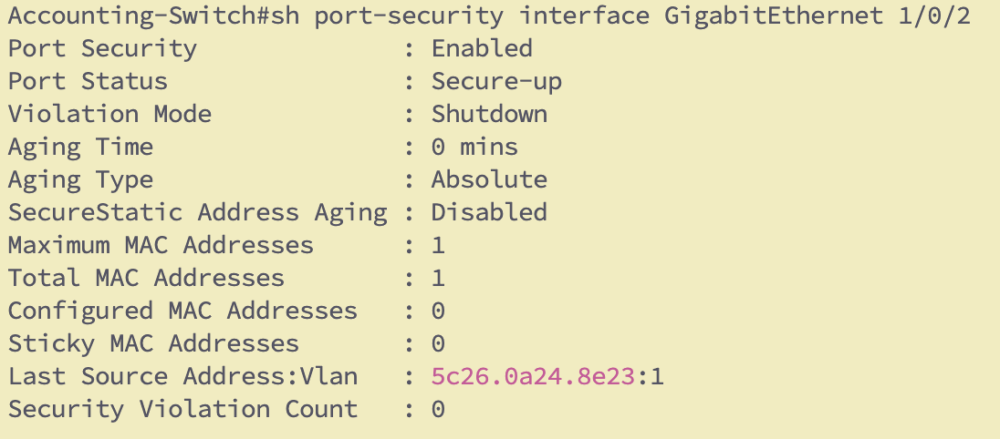 Accounting-Switch#sh port-security interface GigabitEthernet 1/0/2
Port Security              : Enabled
Port Status                : Secure-up
Violation Mode             : Shutdown
Aging Time                 : 0 mins
Aging Type                 : Absolute
SecureStatic Address Aging : Disabled
Maximum MAC Addresses      : 1
Total MAC Addresses        : 1
Configured MAC Addresses   : 0
Sticky MAC Addresses       : 0
Last Source Address:Vlan   : 5c26.0a24.8e23:1
Security Violation Count   : 0